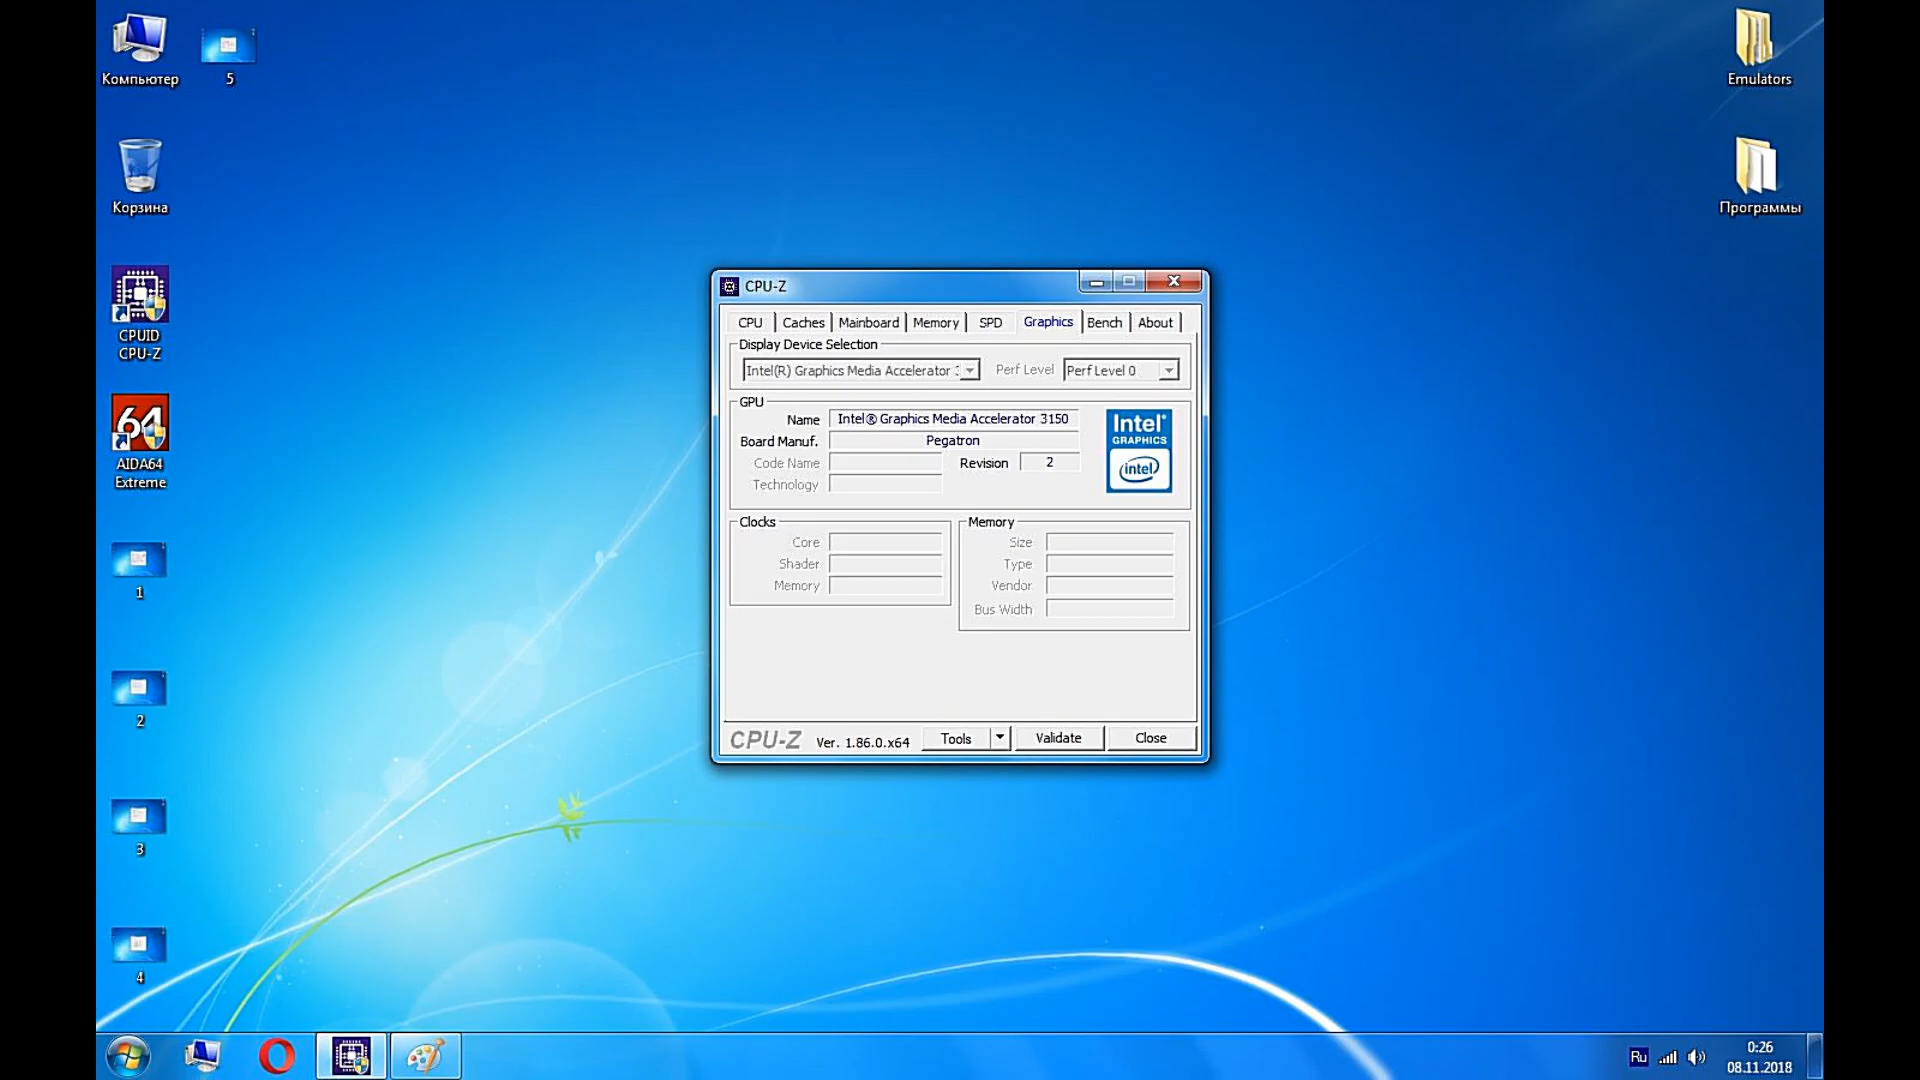 Компьютер
5
Корзина
CPUID
CPU-Z
64
AIDA64
Extreme
1
2
3
4
Emulators
Программы
CPU-Z
CPU Caches Mainboard Memory SPD Graphics Bench About
Display Device Selection
Intel(R) Graphics Media Accelerator Perf Level Perf Level 0
GPU
Name Intel® Graphics Media Accelerator 3150
Board Manuf. Pegatron
Code Name Revision 2
Technology
Intel®
GRAPHICS
intel
Clocks
Core
Shader
Memory
Memory
Size
Type
Vendor
Bus Width
CPU-Z Ver. 1.86.0.x64 Tools Validate Close
Ru 0:26
08.11.2018